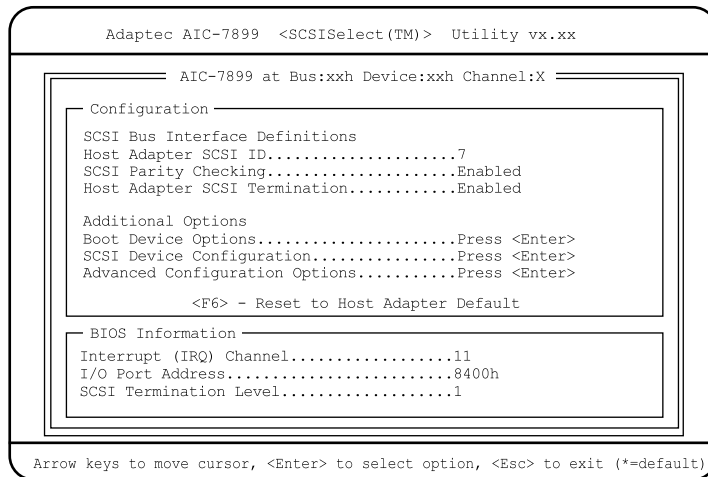 Adaptec AIC-7899 <SCSISelect(TM)> Utility vx.xx
AIC-7899 at Bus:xxh Device:xxh Channel:X
Configuration
SCSI Bus Interface Definitions
Host Adapter SCSI ID.....................7
SCSI Parity Checking.....................Enabled
Host Adapter SCSI Termination............Enabled
Additional Options
Boot Device Options......................Press <Enter>
SCSI Device Configuration................Press <Enter>
Advanced Configuration Options...........Press <Enter>
<F6> - Reset to Host Adapter Default
BIOS Information
Interrupt (IRQ) Channel..................11
I/O Port Address.........................8400h
SCSI Termination Level...................1
Arrow keys to move cursor, <Enter> to select option, <Esc> to exit (*=default)